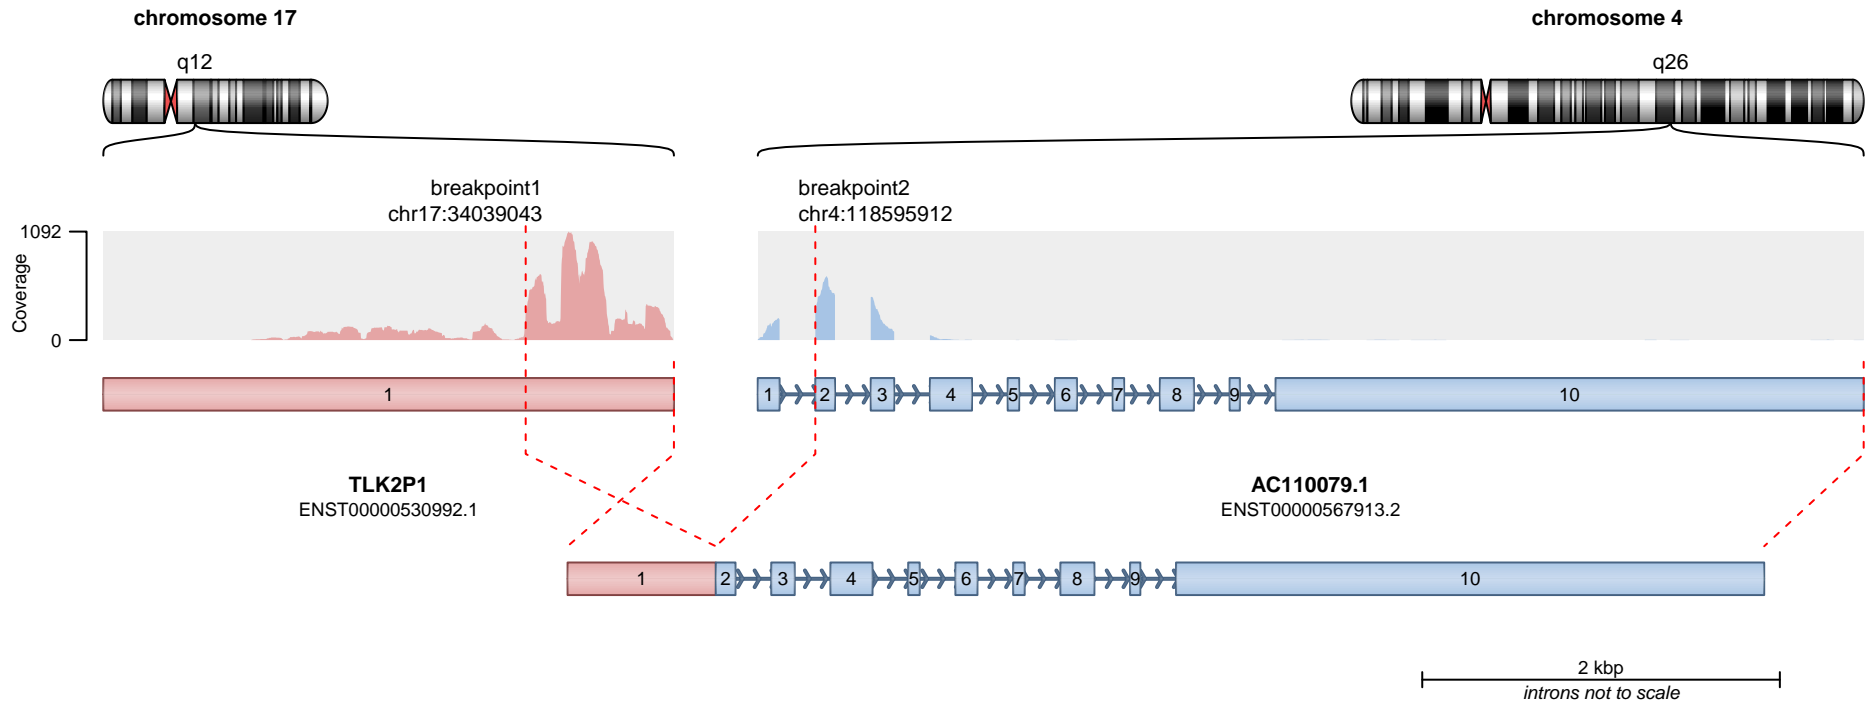 chromosome 17
chromosome 4
q12
q26
breakpoint1
chr17:34039043
breakpoint2
chr4:118595912
1092
0
Coverage
1
1 2 3 4 5 6 7 8 9 10
TLK2P1
ENST00000530992.1
AC110079.1
ENST00000567913.2
1 2 3 4 5 6 7 8 9 10
2 kbp
introns not to scale